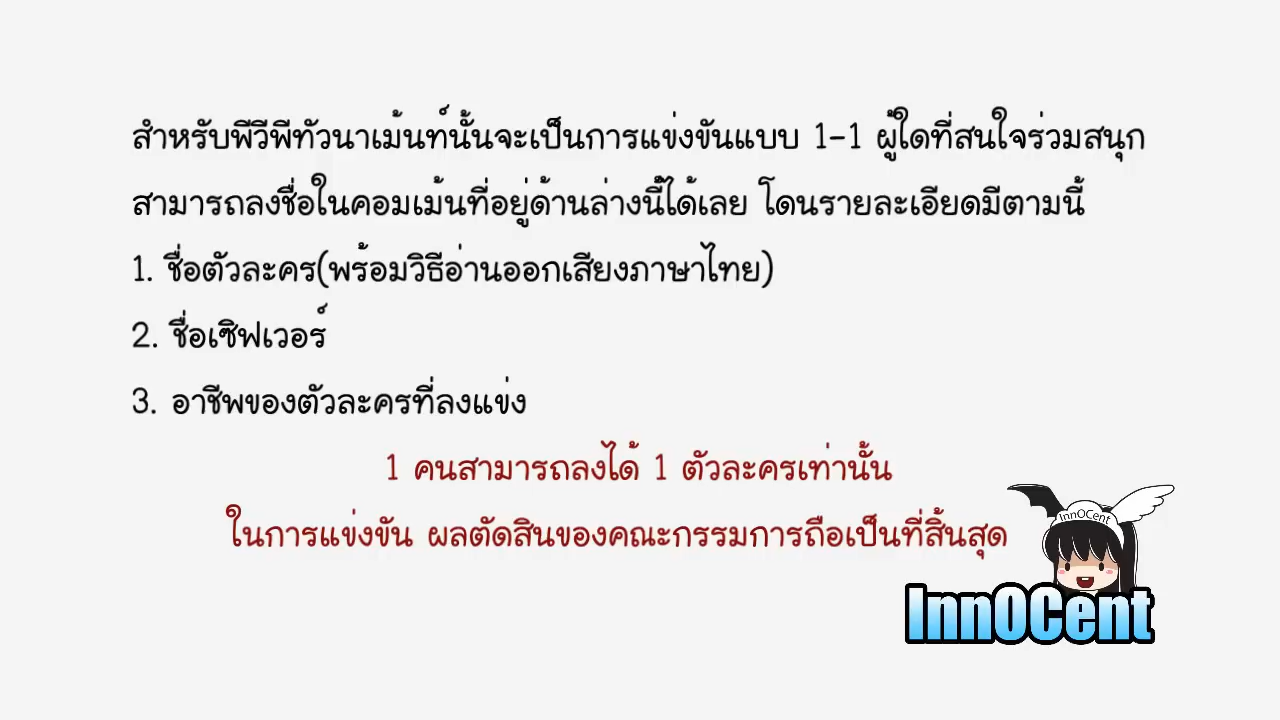 สำหรับพีวีพีทัวนาเม้นท์นั้นจะเป็นการแข่งขันแบบ 1-1 ผู้ใดที่สนใจร่วมสนุก
สามารถลงชื่อในคอมเม้นที่อยู่ด้านล่างนี้ได้เลย โดนรายละเอียดมีตามนี้
1. ชื่อตัวละคร(พร้อมวิธีอ่านออกเสียงภาษาไทย)
2. ชื่อเซิฟเวอร์
3. อาชีพของตัวละครที่ลงแข่ง
1 คนสามารถลงได้ 1 ตัวละครเท่านั้น
ในการแข่งขัน ผลตัดสินของคณะกรรมการถือเป็นที่สิ้นสุด
InnOCent
InnOCent